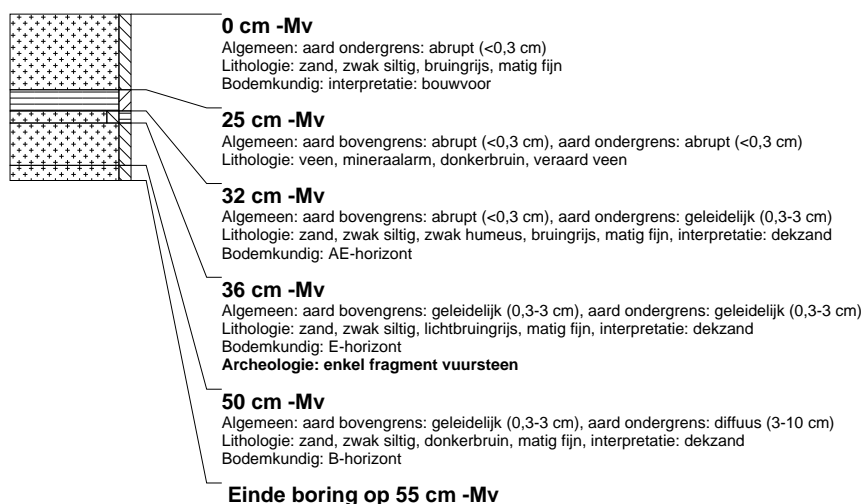 0 cm -Mv
Algemeen: aard ondergrens: abrupt (<0,3 cm)
Lithologie: zand, zwak siltig, bruingrijs, matig fijn
Bodemkundig: interpretatie: bouwvoor
25 cm -Mv
Algemeen: aard bovengrens: abrupt (<0,3 cm), aard ondergrens: abrupt (<0,3 cm)
Lithologie: veen, mineraalarm, donkerbruin, veraard veen
32 cm -Mv
Algemeen: aard bovengrens: abrupt (<0,3 cm), aard ondergrens: geleidelijk (0,3-3 cm)
Lithologie: zand, zwak siltig, zwak humeus, bruingrijs, matig fijn, interpretatie: dekzand
Bodemkundig: AE-horizont
36 cm -Mv
Algemeen: aard bovengrens: geleidelijk (0,3-3 cm), aard ondergrens: geleidelijk (0,3-3 cm)
Lithologie: zand, zwak siltig, lichtbruingrijs, matig fijn, interpretatie: dekzand
Bodemkundig: E-horizont
Archeologie: enkel fragment vuursteen
50 cm -Mv
Algemeen: aard bovengrens: geleidelijk (0,3-3 cm), aard ondergrens: diffuus (3-10 cm)
Lithologie: zand, zwak siltig, donkerbruin, matig fijn, interpretatie: dekzand
Bodemkundig: B-horizont
Einde boring op 55 cm -Mv